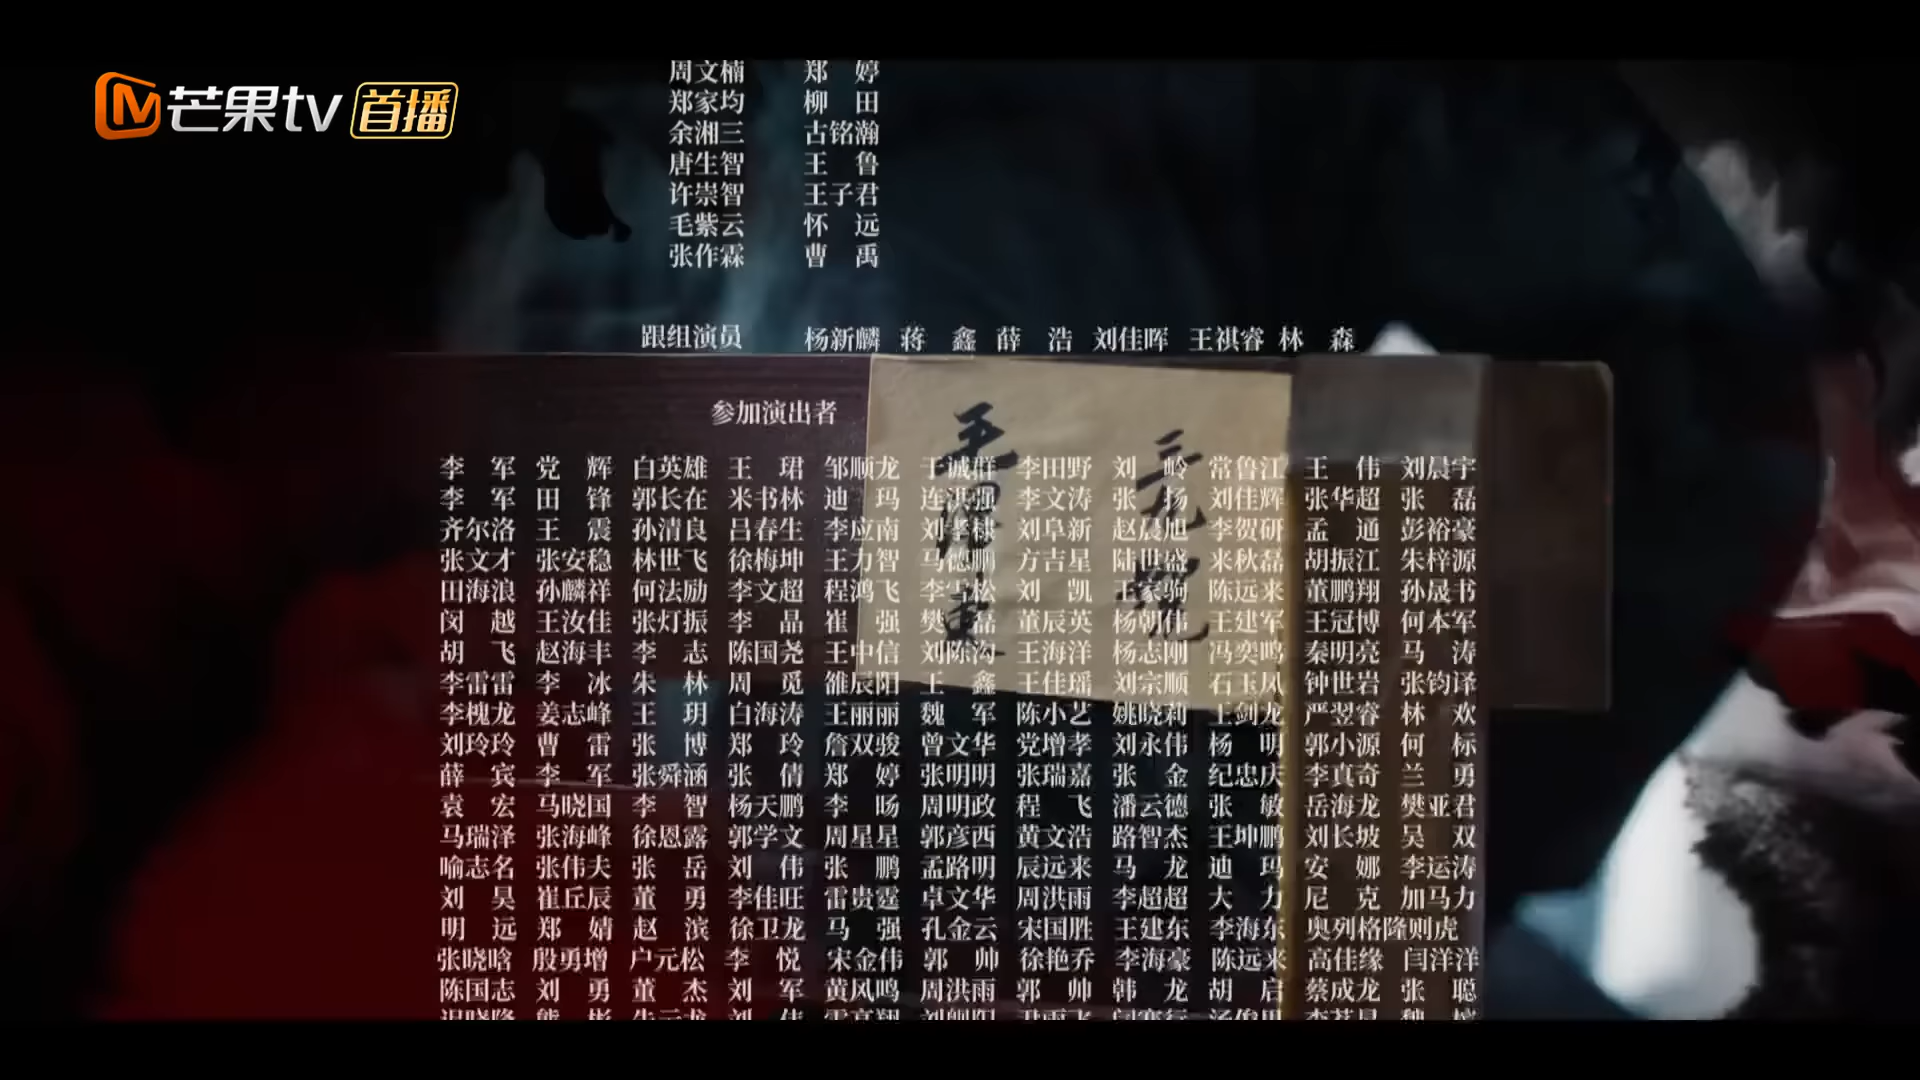 芒果tv 首播
周文楠 郑 婷
郑家均 柳 田
余湘三 古铭瀚
唐生智 王 鲁
许崇智 王子君
毛紫云 怀 远
张作霖 曹 禹
跟组演员 杨新麟 蒋 鑫 薛 浩 刘佳晖 王祺睿 林 森
参加演出者
李 军 党 辉 白英雄 王 珺 邹顺龙 于诚群 李田野 刘 岭 常鲁江 王 伟 刘晨宇
李 军 田 锋 郭长在 米书林 迪 玛 连洪强 李文涛 张 扬 刘佳辉 张华超 张 磊
齐尔洛 王 震 孙清良 吕春生 李应南 刘孝棣 刘阜新 赵晨旭 李贺研 孟 通 彭裕豪
张文才 张安稳 林世飞 徐梅坤 王力智 马德鹏 方吉星 陆世盛 来秋磊 胡振江 朱梓源
田海浪 孙麟祥 何法励 李文超 程鸿飞 李雪松 刘 凯 王家驹 陈远来 董鹏翔 孙晟书
闵 越 王汝佳 张灯振 李 晶 崔 强 樊 磊 董辰英 杨朝伟 王建军 王冠博 何本军
胡 飞 赵海丰 李 志 陈国尧 王中信 刘陈沟 王海洋 杨志刚 冯奕鸣 秦明亮 马 涛
李雷雷 李 冰 朱 林 周 觅 雒辰阳 王 鑫 王佳瑶 刘宗顺 石玉凤 钟世岩 张钧译
李槐龙 姜志峰 王 玥 白海涛 王丽丽 魏 军 陈小艺 姚晓莉 王剑龙 严翌睿 林 欢
刘玲玲 曹 雷 张 博 郑 玲 詹双骏 曾文华 党增孝 刘永伟 杨 明 郭小源 何 标
薛 宾 李 军 张舜涵 张 倩 郑 婷 张明明 张瑞嘉 张 金 纪忠庆 李真奇 兰 勇
袁 宏 马晓国 李 智 杨天鹏 李 旸 周明政 程 飞 潘云德 张 敏 岳海龙 樊亚君
马瑞泽 张海峰 徐恩露 郭学文 周星星 郭彦西 黄文浩 路智杰 王坤鹏 刘长坡 吴 双
喻志名 张伟夫 张 岳 刘 伟 张 鹏 孟路明 辰远来 马 龙 迪 玛 安 娜 李运涛
刘 昊 崔丘辰 董 勇 李佳旺 雷贵霆 卓文华 周洪雨 李超超 大 力 尼 克 加马力
明 远 郑 婧 赵 滨 徐卫龙 马 强 孔金云 宋国胜 王建东 李海东 奥列格隆则虎
张晓晗 殷勇增 户元松 李 悦 宋金伟 郭 帅 徐艳乔 李海豪 陈远来 高佳缘 闫洋洋
陈国志 刘 勇 董 杰 刘 军 黄风鸣 周洪雨 郭 帅 韩 龙 胡 启 蔡成龙 张 聪